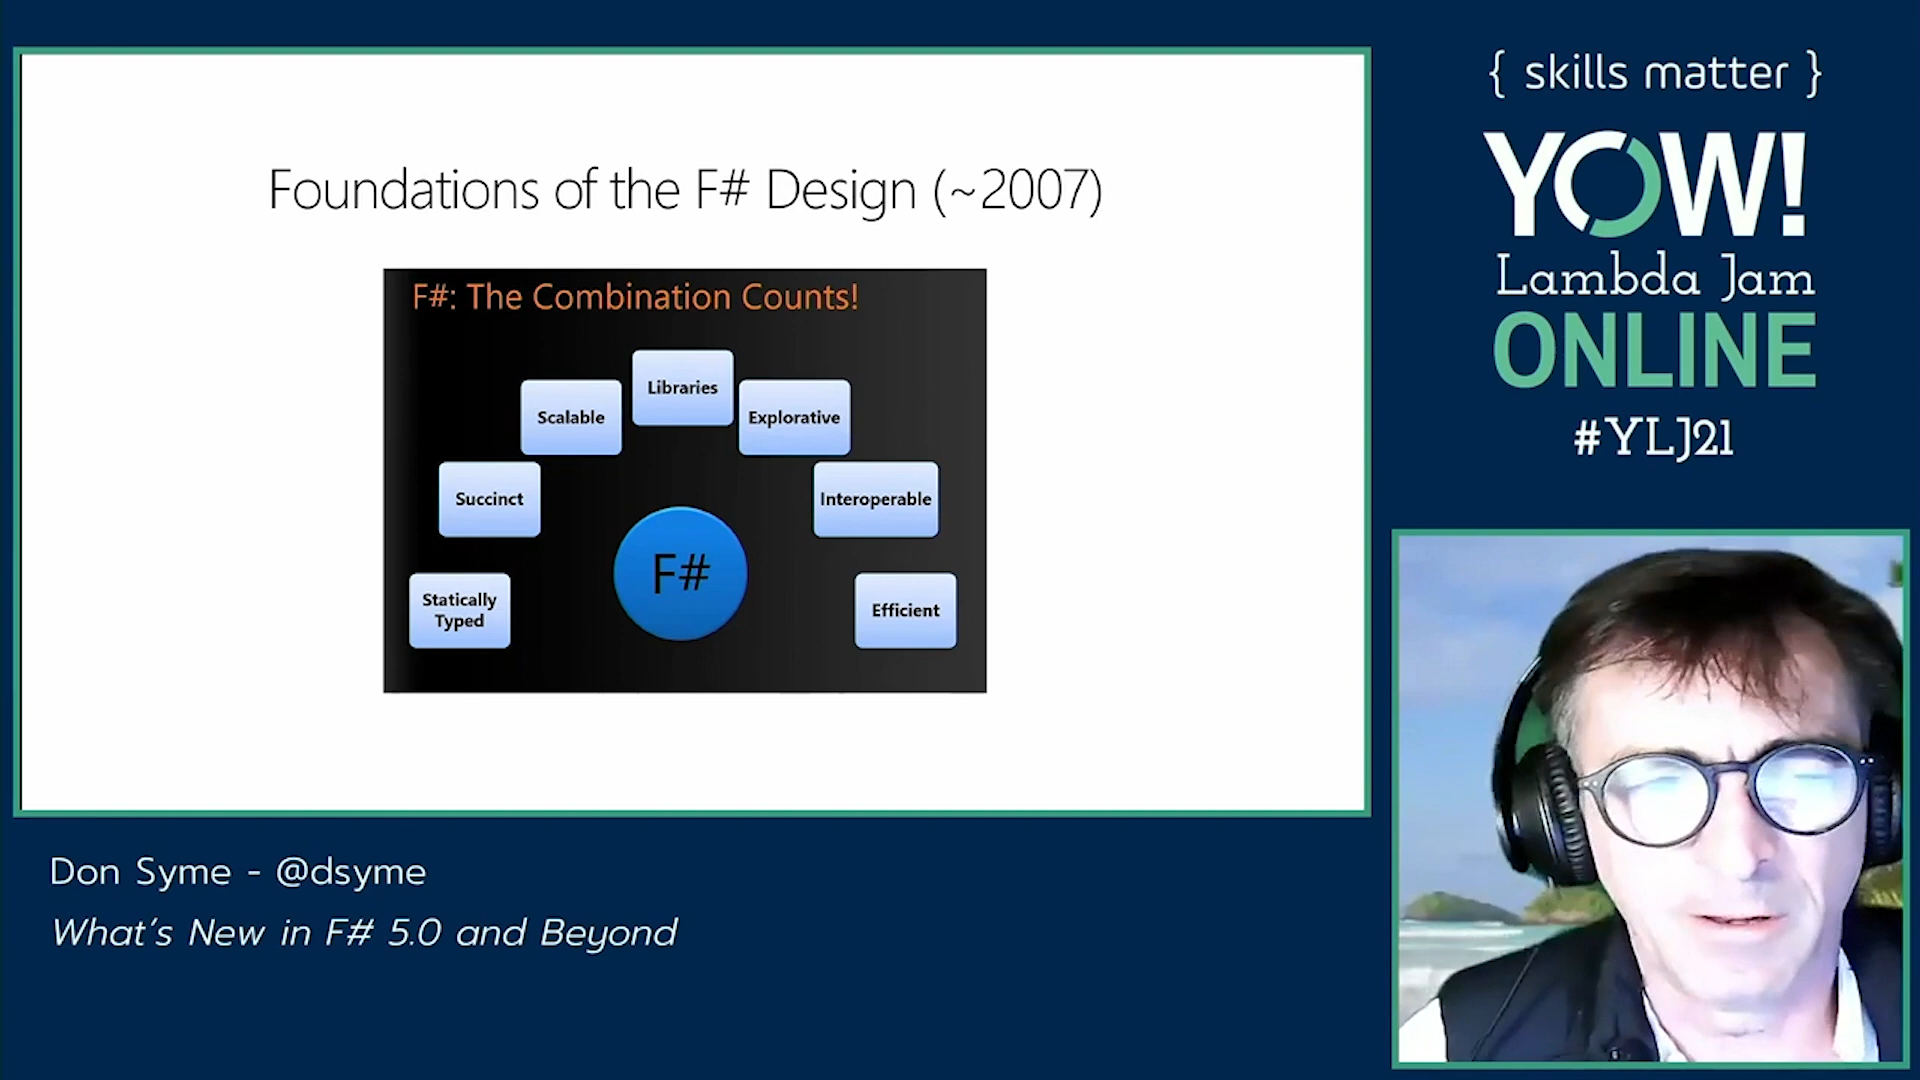 Foundations of the F# Design (~2007)
F#: The Combination Counts!
Libraries
Scalable
Explorative
Succinct
Interoperable
F#
Statically
Typed
Efficient
{ skills matter }
YOW!
Lambda Jam
ONLINE
#YLJ21
Don Syme - @dsyme
What's New in F# 5.0 and Beyond